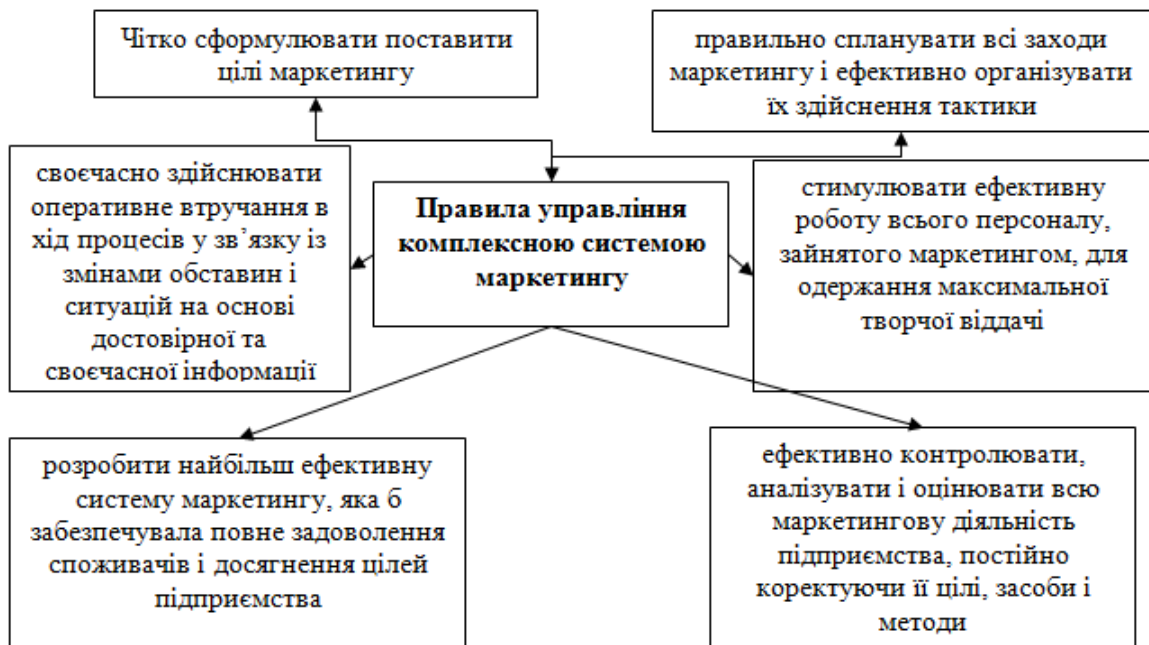 Чітко сформулювати поставити
цілі маркетингу
правильно спланувати всі заходи
маркетингу і ефективно організувати
їх здійснення тактики
своєчасно здійснювати
оперативне втручання в
хід процесів у зв’язку із
змінами обставин і
ситуацій на основі
достовірної та
своєчасної інформації
Правила управління
комплексною системою
маркетингу
стимулювати ефективну
роботу всього персоналу,
зайнятого маркетингом, для
одержання максимальної
творчої віддачі
розробити найбільш ефективну
систему маркетингу, яка б
забезпечувала повне задоволення
споживачів і досягнення цілей
підприємства
ефективно контролювати,
аналізувати і оцінювати всю
маркетингову діяльність
підприємства, постійно
коректуючи її цілі, засоби і
методи